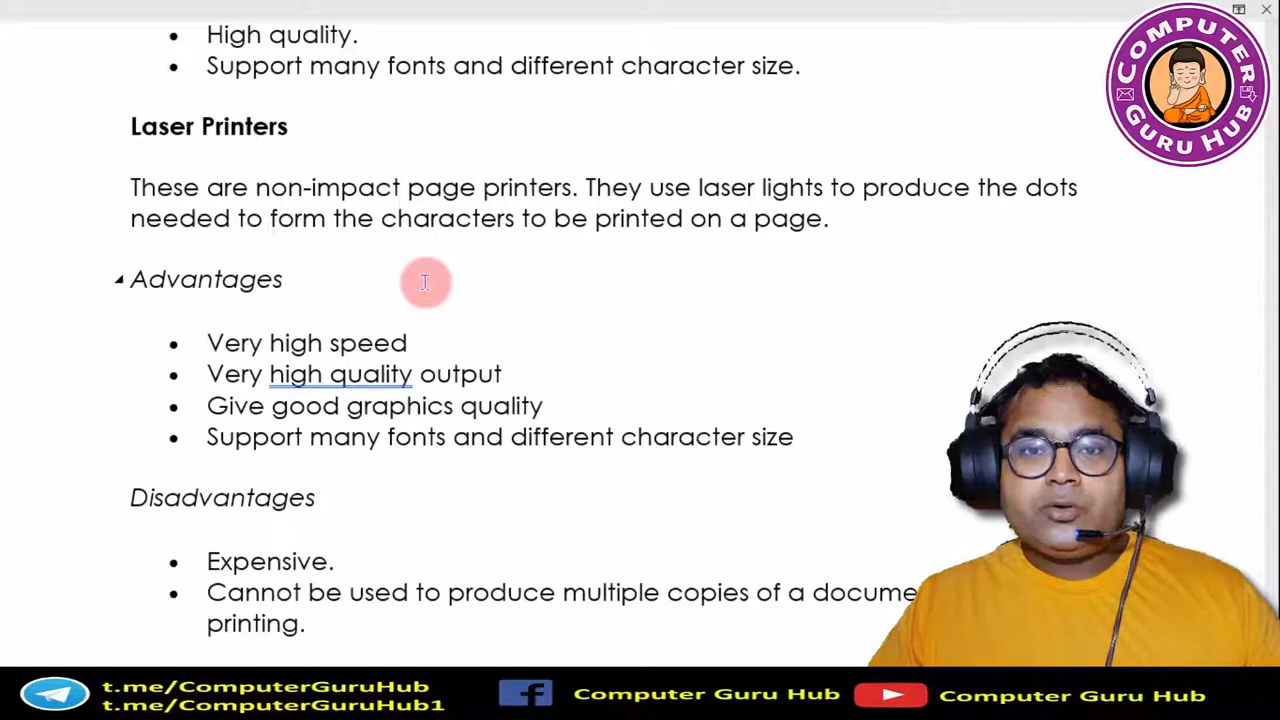 High quality.
Support many fonts and different character size.
Laser Printers
These are non-impact page printers. They use laser lights to produce the dots
needed to form the characters to be printed on a page.
Advantages
Very high speed
Very high quality output
Give good graphics quality
Support many fonts and different character size
Disadvantages
Expensive.
Cannot be used to produce multiple copies of a docume
printing.
COMPUTER
GURU HUB
t.me/ComputerGuruHub
t.me/ComputerGuruHub1
Computer Guru Hub
Computer Guru Hub